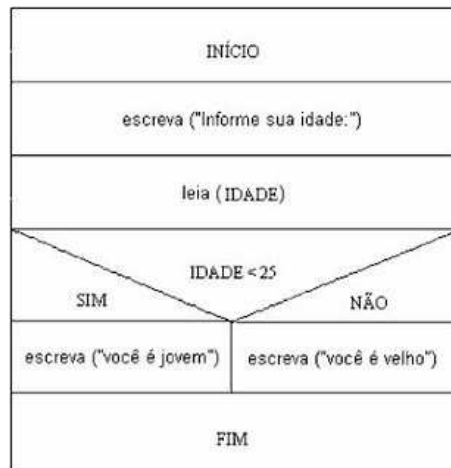 INÍCIO
escreva ("Informe sua idade:")
leia (IDADE)
IDADE < 25
SIM
NÃO
escreva ("você é jovem")
escreva ("você é velho")
FIM